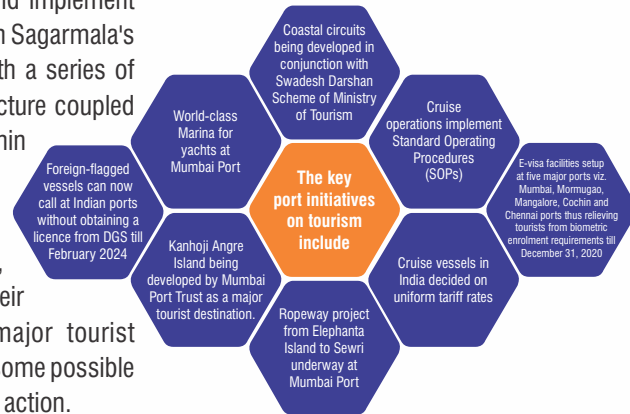 nd implement
n Sagarmala's
th a series of
cture coupled
hin
,
eir
major tourist
some possible
action.
Coastal circuits
being developed in
conjunction with
Swadesh Darshan
Scheme of Ministry
of Tourism
World-class
Marina for
yachts at
Mumbai Port
Cruise
operations implement
Standard Operating
Procedures
(SOPs)
Foreign-flagged
vessels can now
call at Indian ports
without obtaining a
licence from DGS till
February 2024
The key
port initiatives
on tourism
include
E-visa facilities setup
at five major ports viz.
Mumbai, Mormugao,
Mangalore, Cochin and
Chennai ports thus relieving
tourists from biometric
enrolment requirements till
December 31, 2020
Kanhoji Angre
Island being
developed by Mumbai
Port Trust as a major
tourist destination.
Cruise vessels in
India decided on
uniform tariff rates
Ropeway project
from Elephanta
Island to Sewri
underway at
Mumbai Port